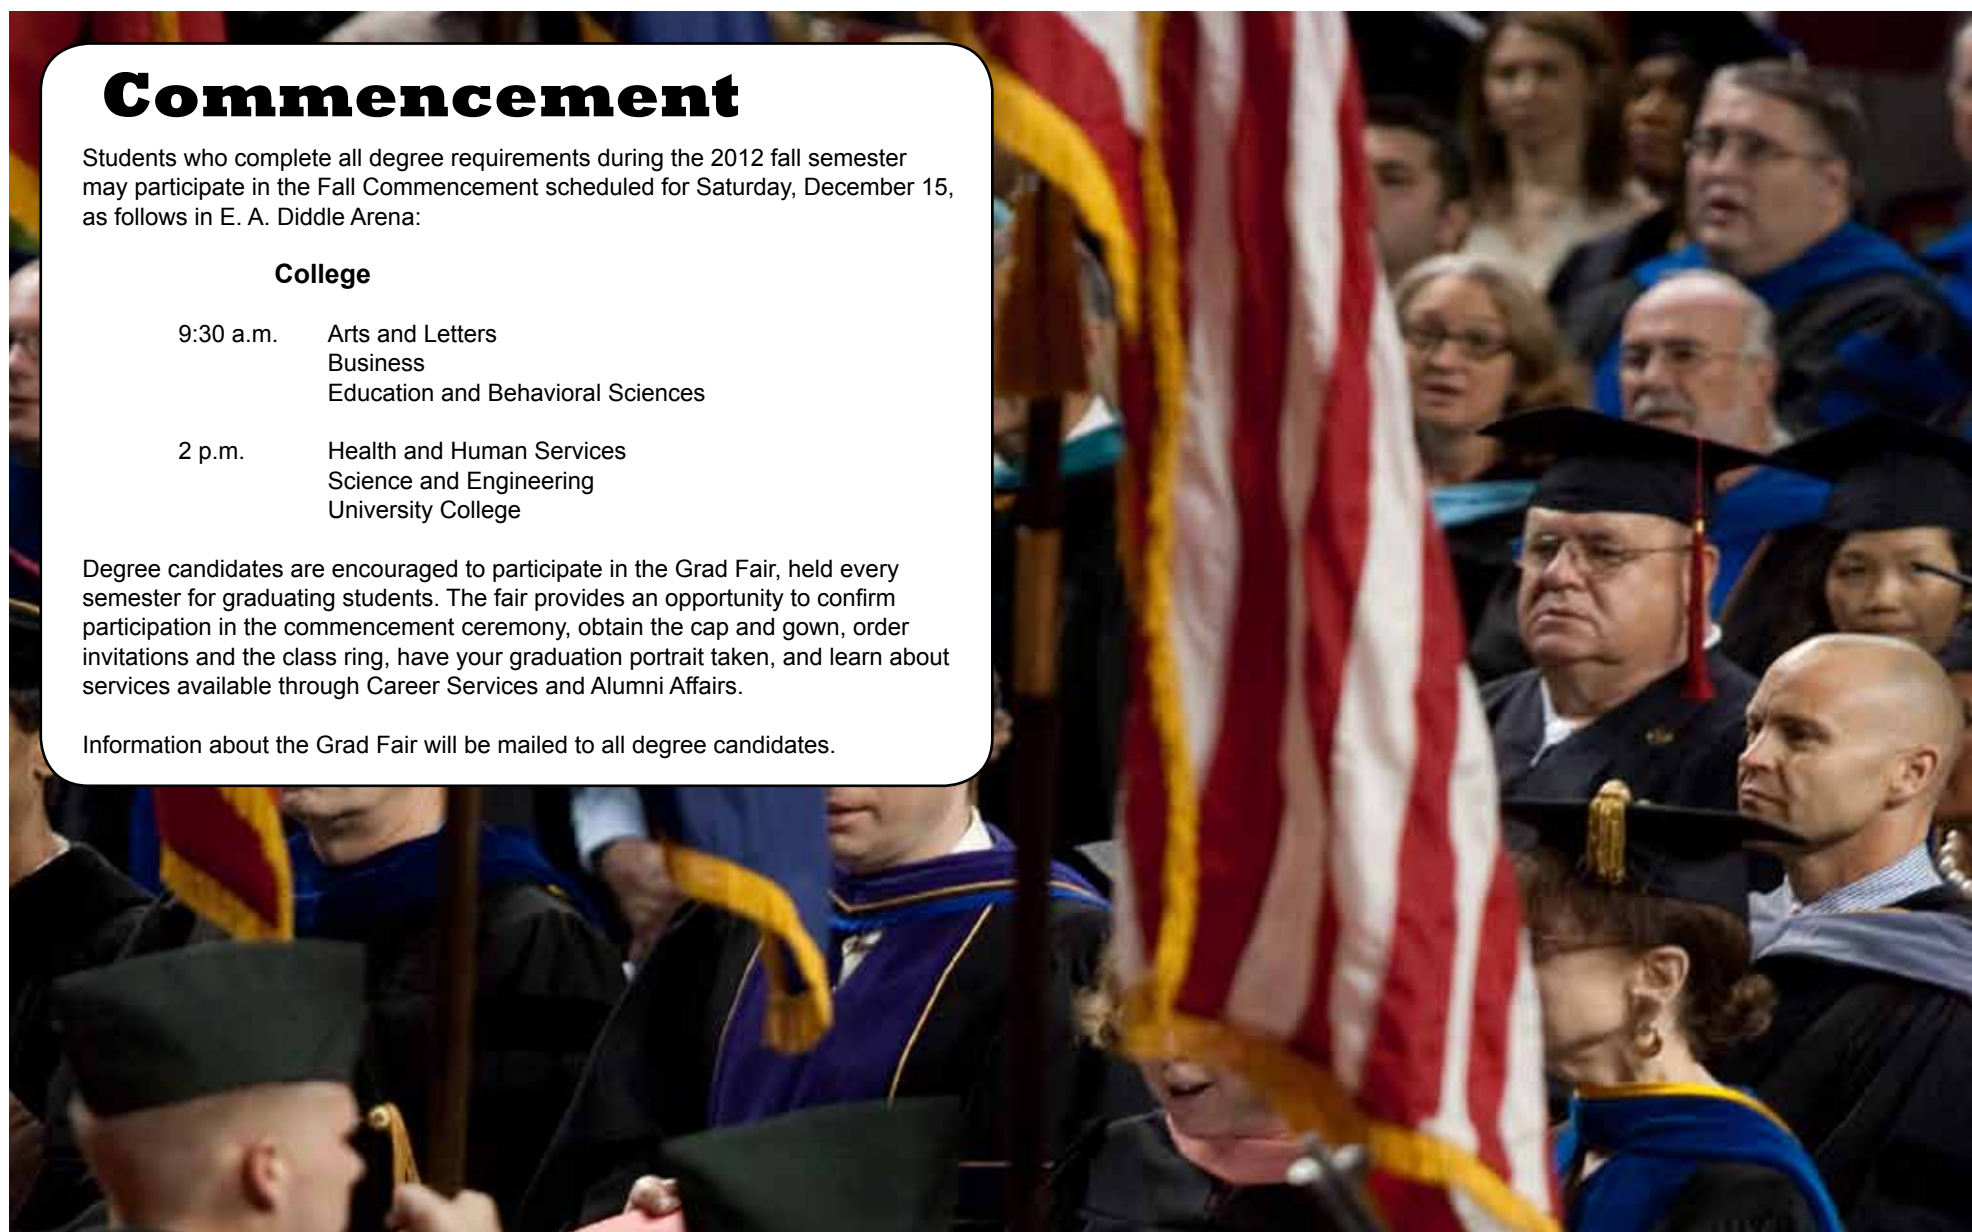 Commencement
Students who complete all degree requirements during the 2012 fall semester
may participate in the Fall Commencement scheduled for Saturday, December 15,
as follows in E. A. Diddle Arena:
College
9:30 a.m. Arts and Letters
Business
Education and Behavioral Sciences
2 p.m. Health and Human Services
Science and Engineering
University College
Degree candidates are encouraged to participate in the Grad Fair, held every
semester for graduating students. The fair provides an opportunity to confirm
participation in the commencement ceremony, obtain the cap and gown, order
invitations and the class ring, have your graduation portrait taken, and learn about
services available through Career Services and Alumni Affairs.
Information about the Grad Fair will be mailed to all degree candidates.